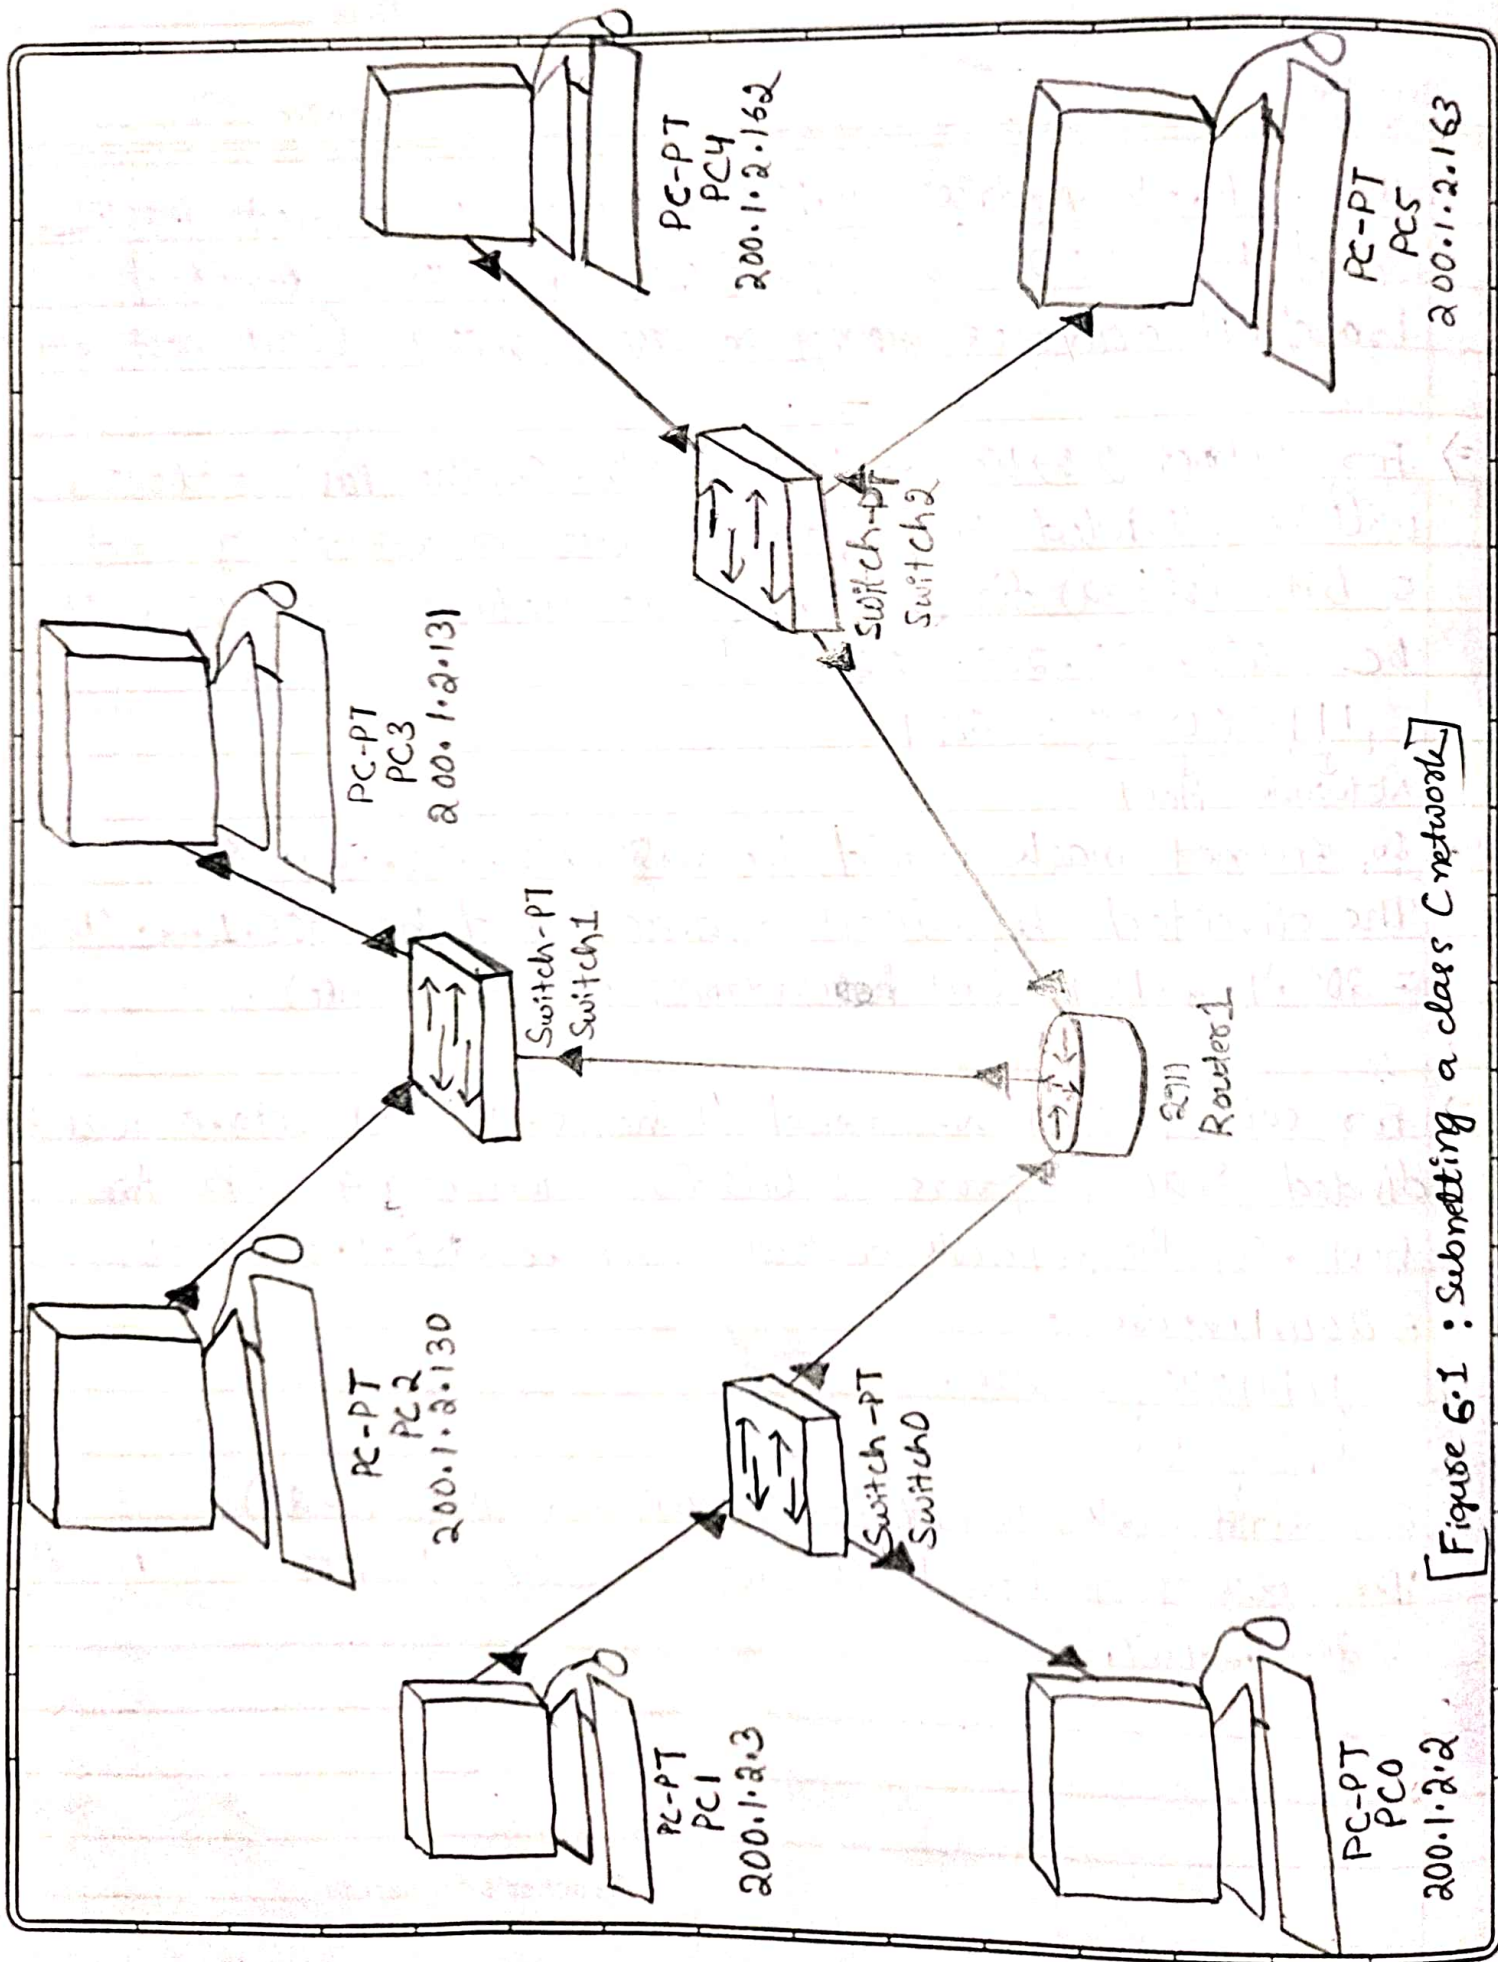 PC-PT
PC2
200.1.2.130
PC-PT
PC3
200.1.2.131
PC-PT
PC1
200.1.2.3
Switch-PT
Switch1
PC-PT
PC4
200.1.2.162
Switch-PT
Switch0
Switch-PT
Switch2
PC-PT
PC0
200.1.2.2
2911
Router1
PC-PT
PC5
200.1.2.163
[Figure 6.1 : Subnetting a class C network]